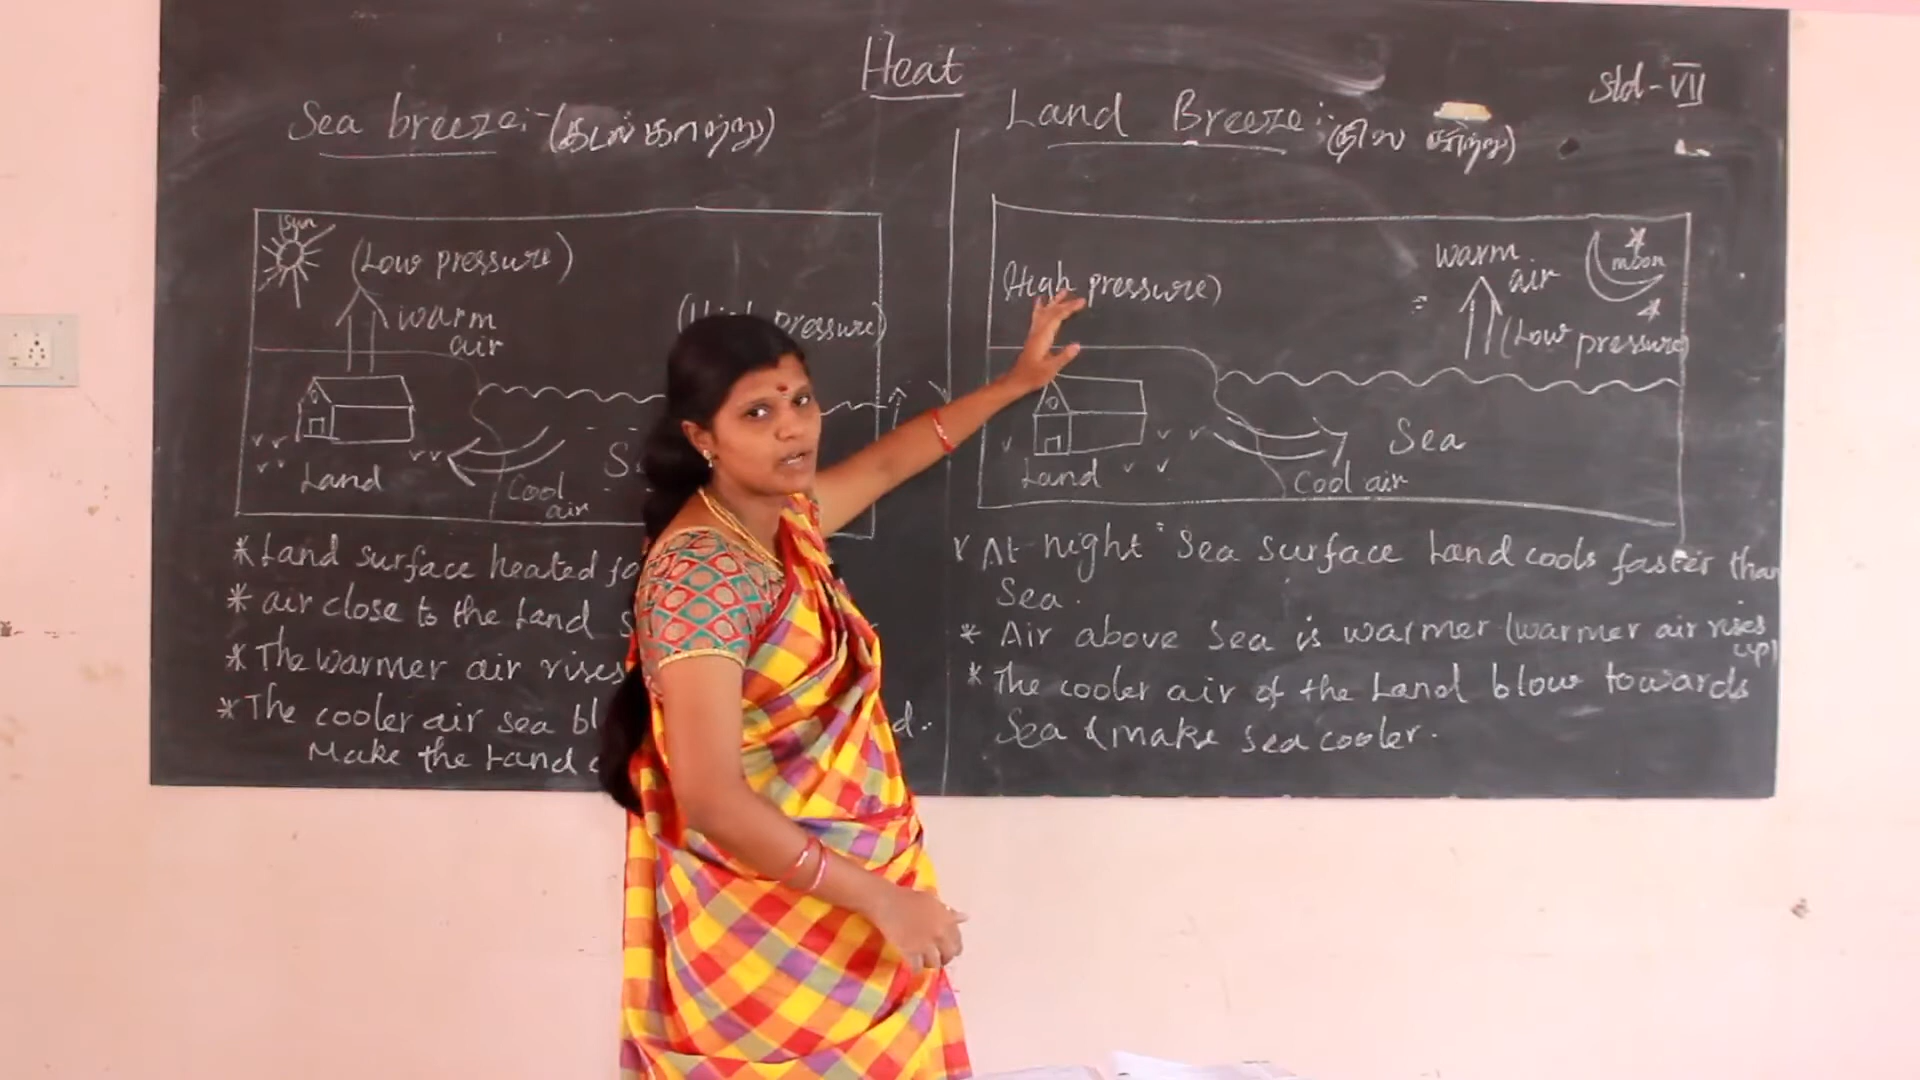 Heat
Std - VII
Sea breeze :- (கடல் காற்று)
Sun
(Low pressure)
warm
air
pressure)
Land
Cool
air
* Land surface heated
* air close to the Land
* The warmer air rises
* The cooler air sea
Make the Land
Land Breeze :- (நில காற்று)
(High pressure)
warm
air
moon
(Low pressure)
Sea
Land
Cool air
* At night Sea surface Land cools faster than
Sea.
* Air above Sea is warmer (warmer air rises
up)
* The cooler air of the Land blow towards
Sea & make sea cooler.